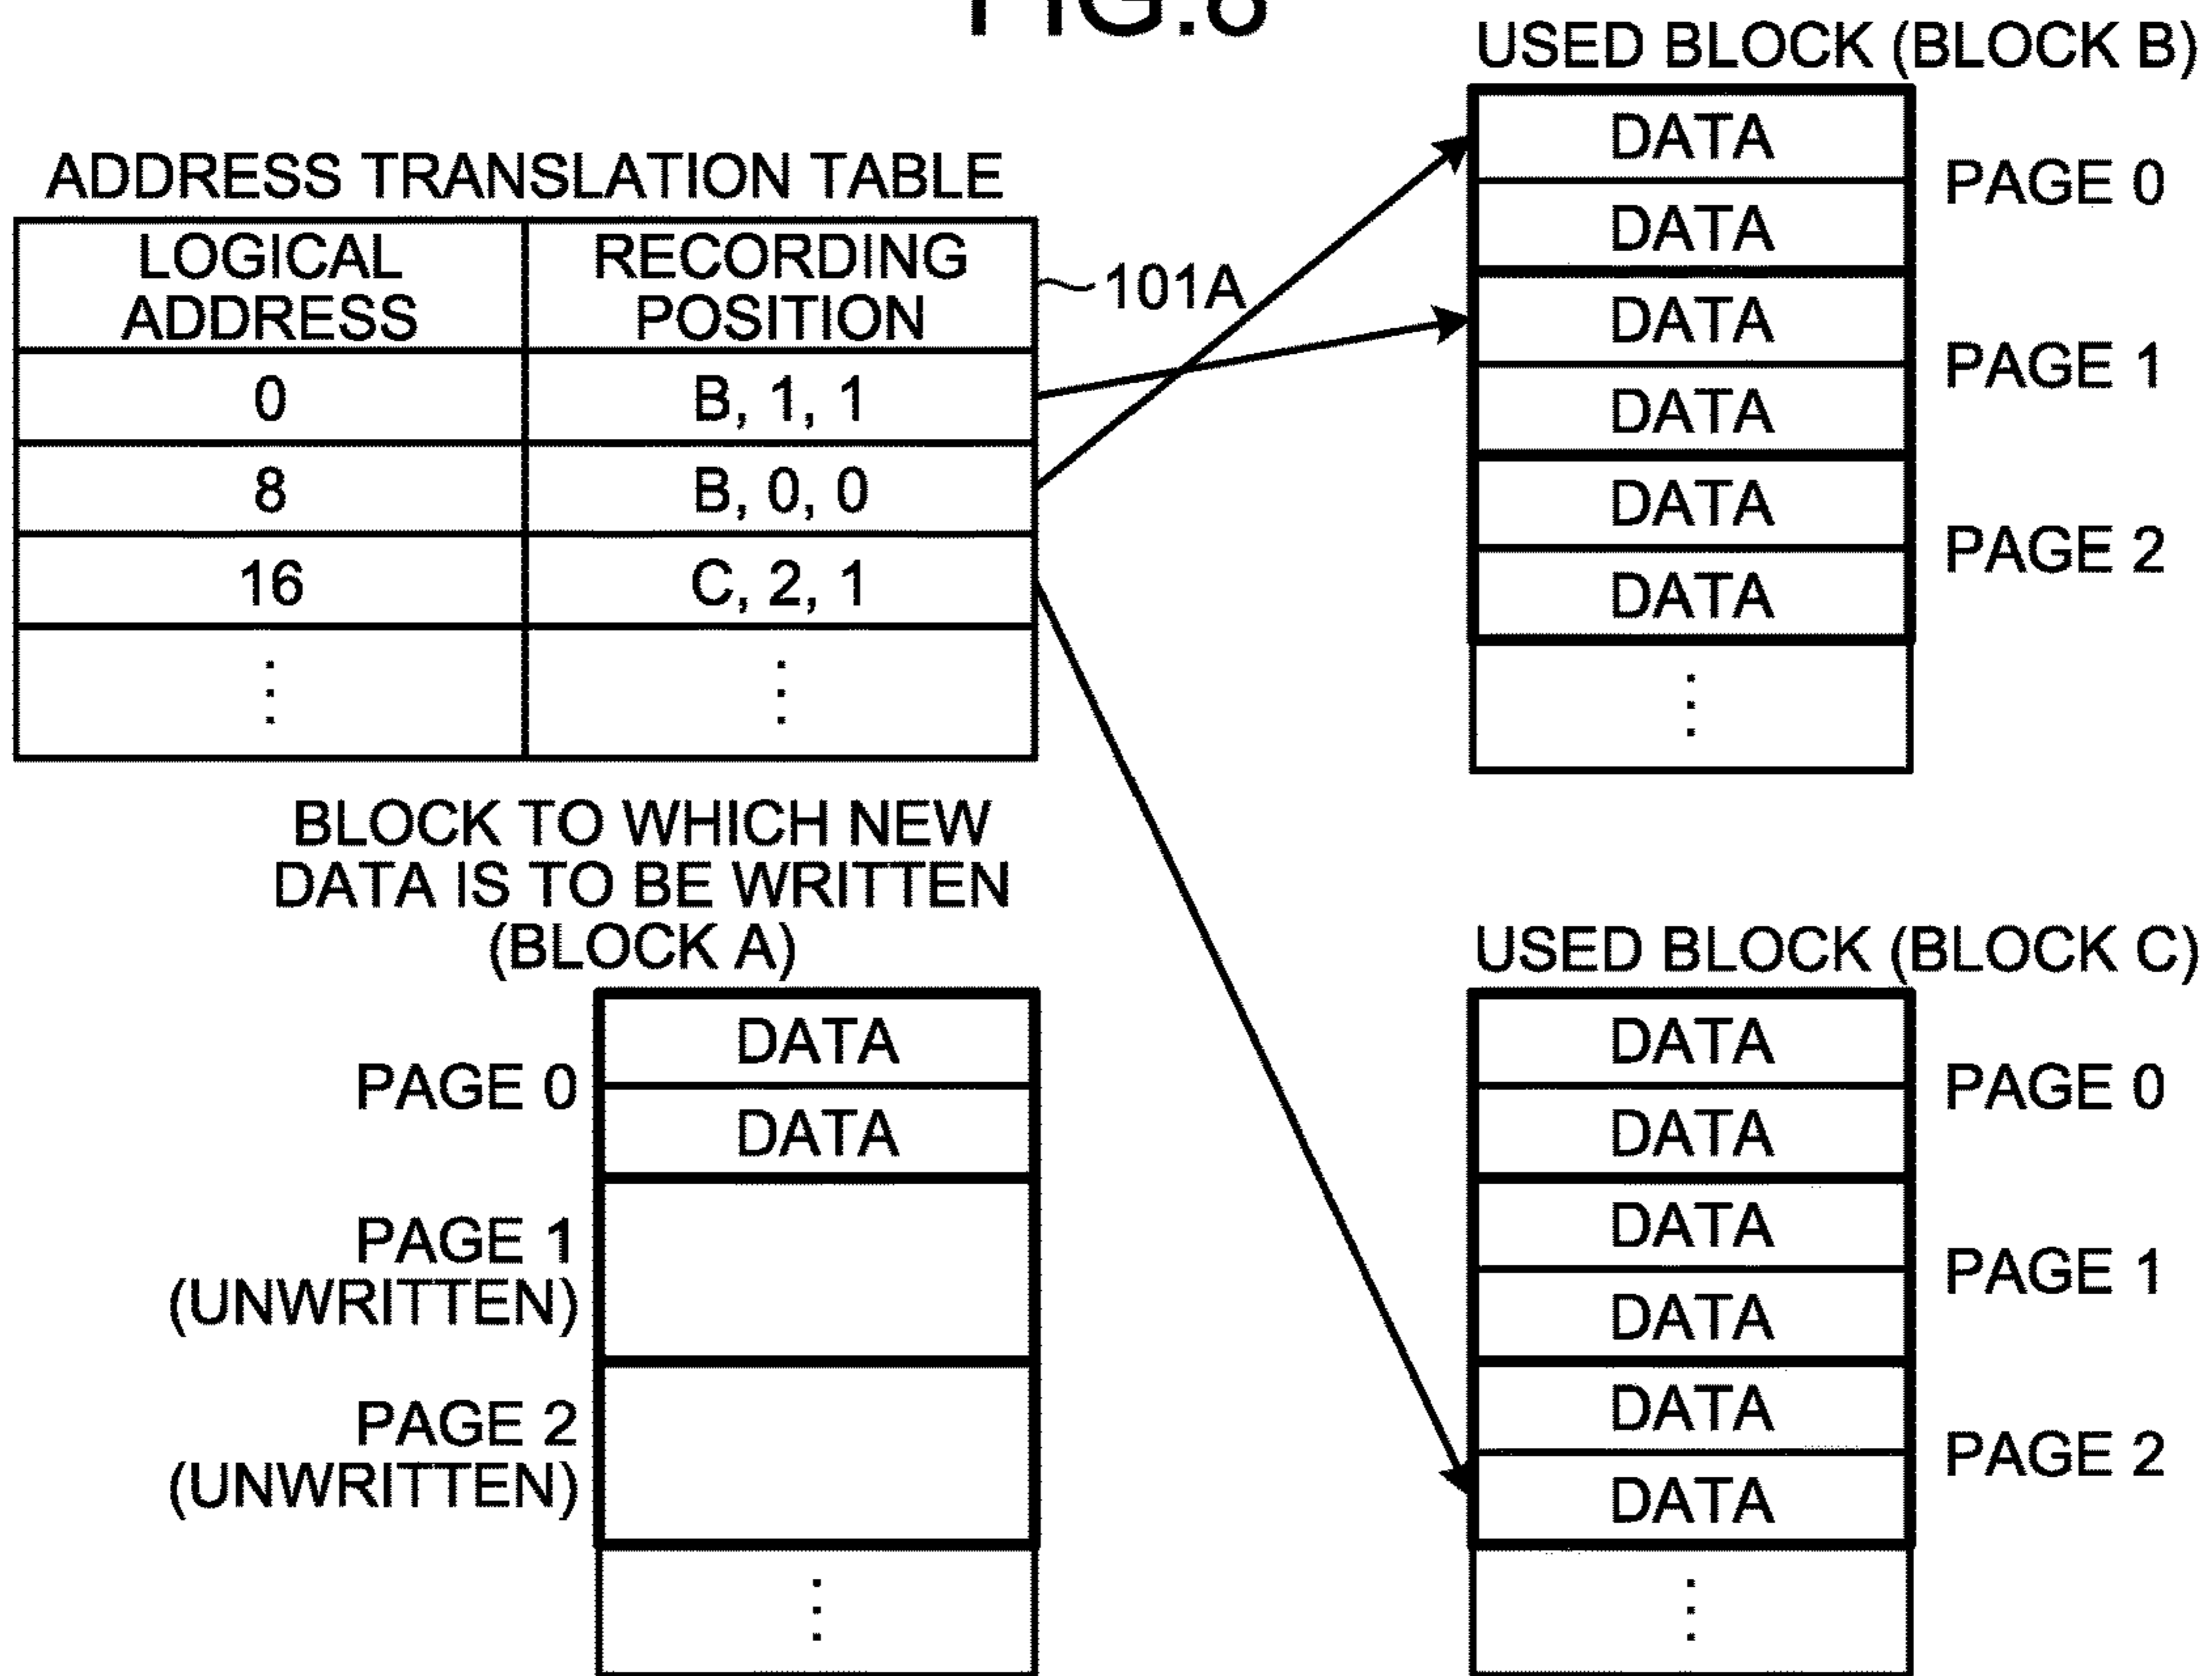 FIG.8
ADDRESS TRANSLATION TABLE
LOGICAL ADDRESS
RECORDING POSITION
101A
0
B, 1, 1
8
B, 0, 0
16
C, 2, 1
⋮
⋮
USED BLOCK (BLOCK B)
DATA
DATA
PAGE 0
DATA
DATA
PAGE 1
DATA
DATA
PAGE 2
⋮
BLOCK TO WHICH NEW
DATA IS TO BE WRITTEN
(BLOCK A)
PAGE 0
DATA
DATA
PAGE 1
(UNWRITTEN)
PAGE 2
(UNWRITTEN)
⋮
USED BLOCK (BLOCK C)
DATA
DATA
PAGE 0
DATA
DATA
PAGE 1
DATA
DATA
PAGE 2
⋮